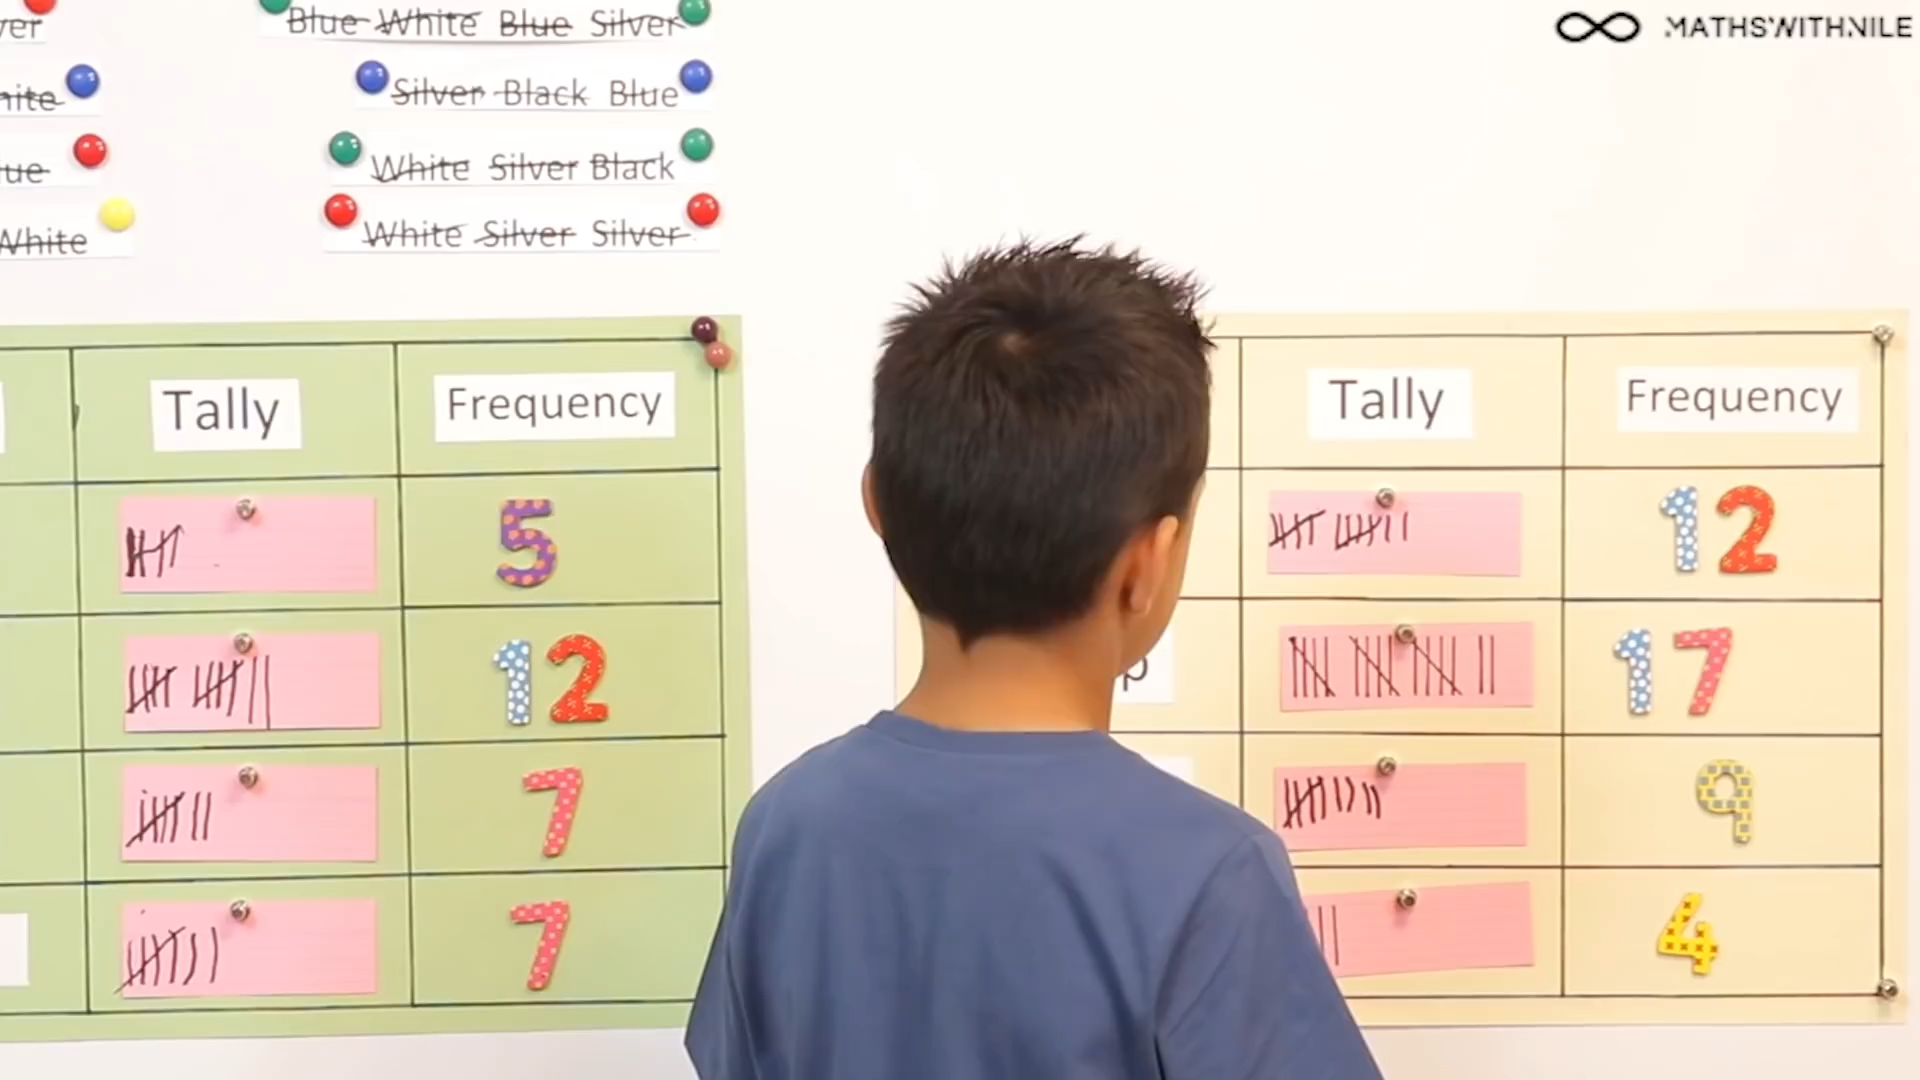 Blue White Blue Silver
MATHSWITHNILE
Silver Black Blue
White Silver Black
White
White Silver Silver
Tally Frequency
5
12
7
7
Tally Frequency
12
17
9
4